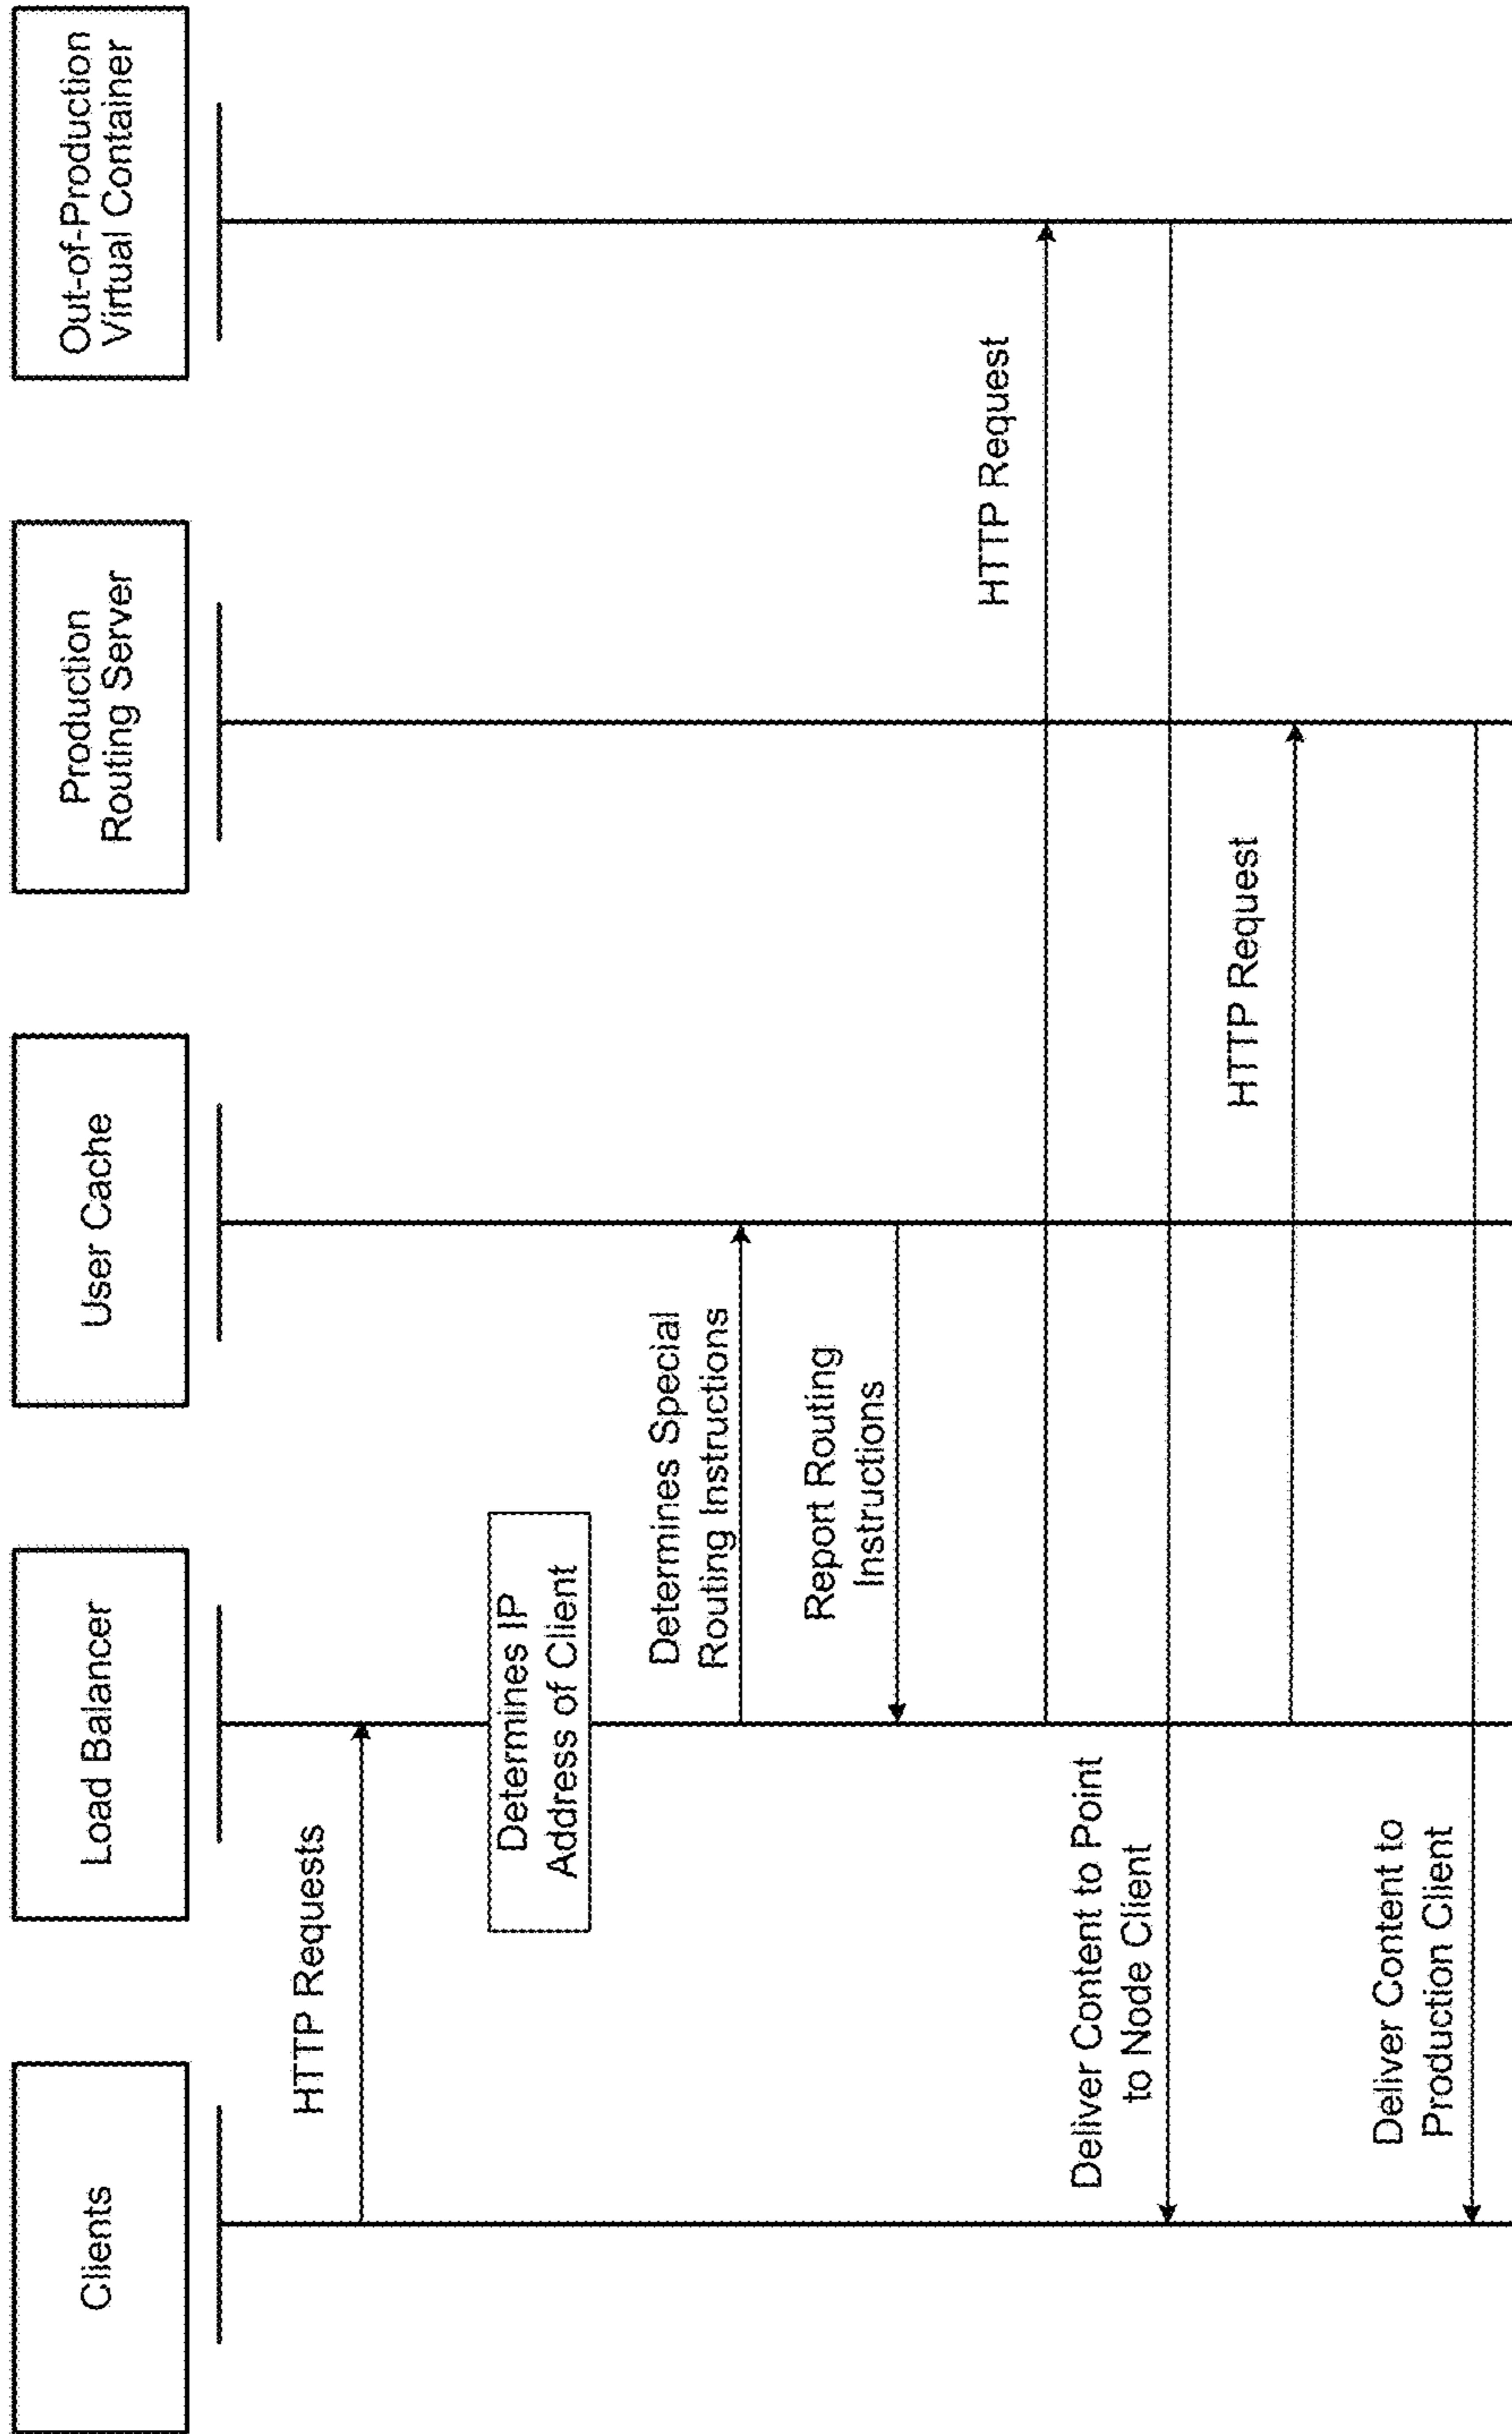 Clients
Load Balancer
User Cache
Production
Routing Server
Out-of-Production
Virtual Container
HTTP Requests
Determines IP
Address of Client
Determines Special
Routing Instructions
Report Routing
Instructions
HTTP Request
Deliver Content to Point
to Node Client
HTTP Request
Deliver Content to
Production Client